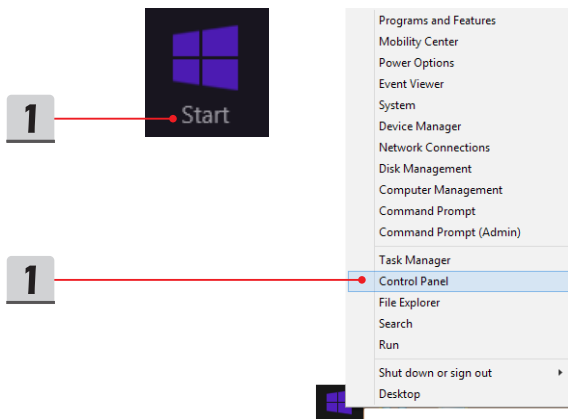 1
Start
1
Programs and Features
Mobility Center
Power Options
Event Viewer
System
Device Manager
Network Connections
Disk Management
Computer Management
Command Prompt
Command Prompt (Admin)
Task Manager
Control Panel
File Explorer
Search
Run
Shut down or sign out
Desktop